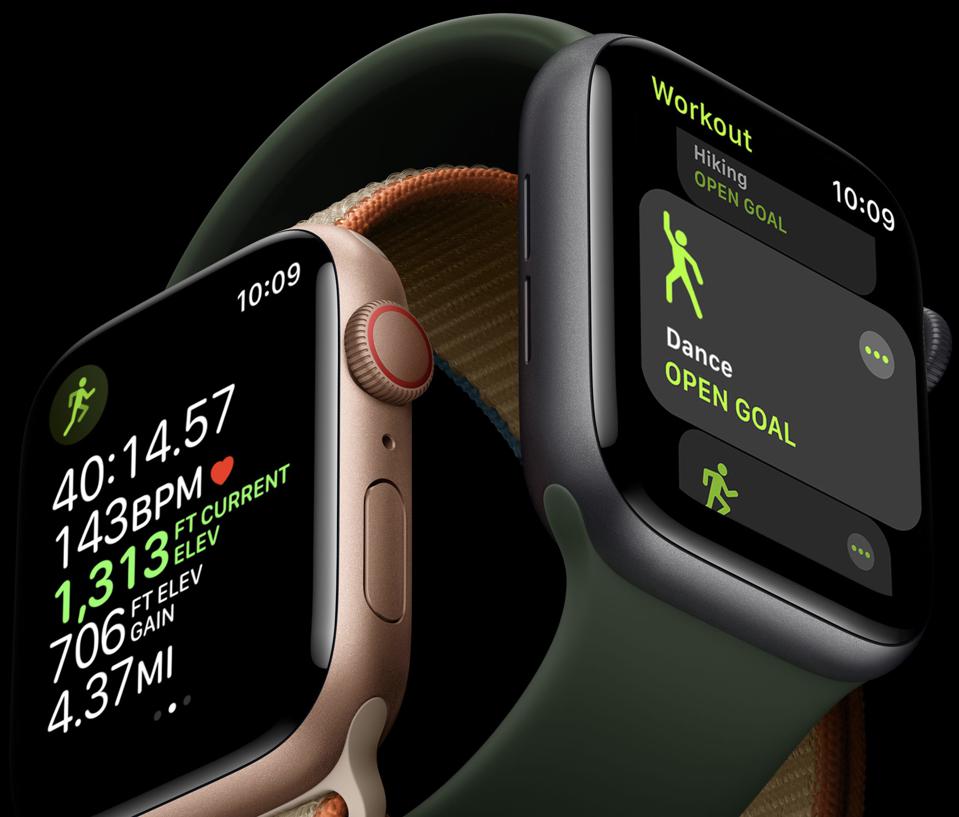 10:09
40:14.57
143BPM
1,313 FT CURRENT
ELEV
706 FT ELEV
GAIN
4.37MI
Workout
10:09
Hiking
OPEN GOAL
Dance
OPEN GOAL